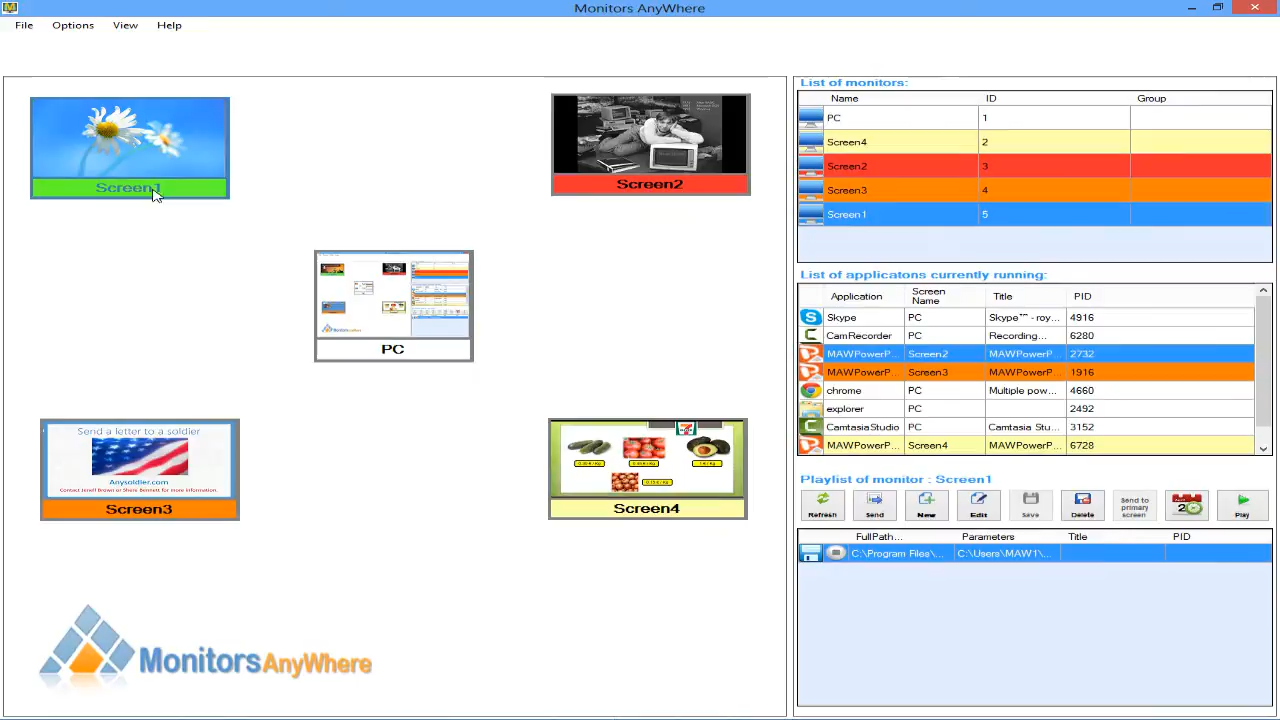 Monitors AnyWhere
File Options View Help
Screen1
Screen2
PC
Send a letter to a soldier
Anysoldier.com
Screen3
Screen4
MonitorsAnyWhere
List of monitors:
Name ID Group
PC 1
Screen4 2
Screen2 3
Screen3 4
Screen1 5
List of applicatons currently running:
Application Screen Name Title PID
Skype PC Skype™ - roy... 4916
CamRecorder PC Recording... 6280
MAWPowerP... Screen2 MAWPowerP... 2732
MAWPowerP... Screen3 MAWPowerP... 1916
chrome PC Multiple pow... 4660
explorer PC 2492
CamtasiaStudio PC Camtasia Stu... 3152
MAWPowerP... Screen4 MAWPowerP... 6728
Playlist of monitor : Screen1
Refresh Send New Edit Save Delete Send to primary screen Play
FullPath... Parameters Title PID
C:\Program Files\... C:\Users\MAW1\...